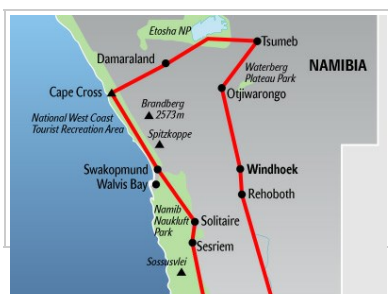 Etosha NP
Tsumeb
Damaraland
Waterberg
Plateau Park
NAMIBIA
Cape Cross
Otjiwarongo
Brandberg
2573m
National West Coast
Tourist Recreation Area
Spitzkoppe
Swakopmund
Walvis Bay
Windhoek
Rehoboth
Namib
Naukluft
Park
Solitaire
Sesriem
Sossusvlei